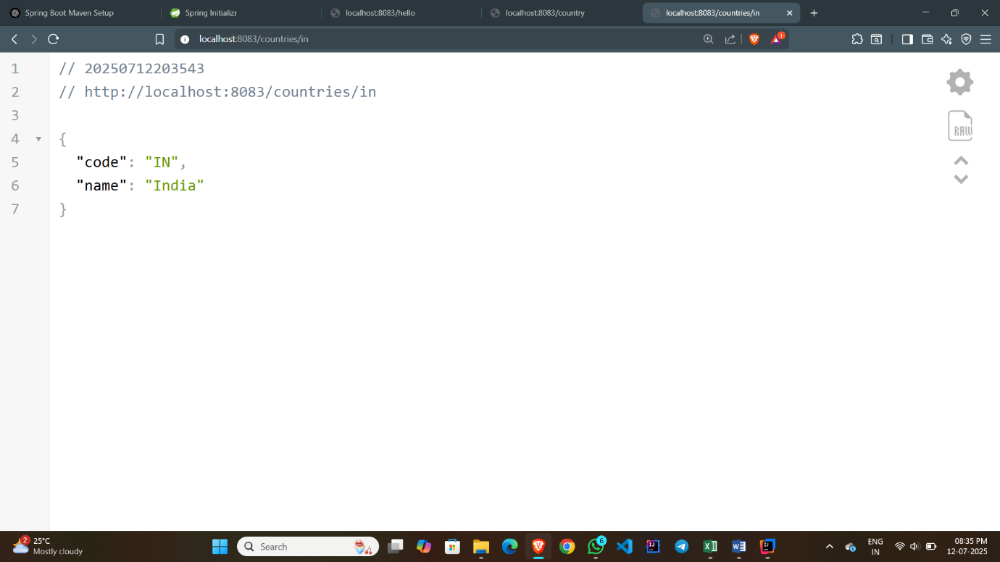 Spring Boot Maven Setup
Spring Initializr
localhost:8083/hello
localhost:8083/country
localhost:8083/countries/in
localhost:8083/countries/in
1
1 // 20250712203543
2 // http://localhost:8083/countries/in
3
4 {
5 "code": "IN",
6 "name": "India"
7 }
RAW
2
25°C
Mostly cloudy
Search
6
ENG
IN
08:35 PM
12-07-2025